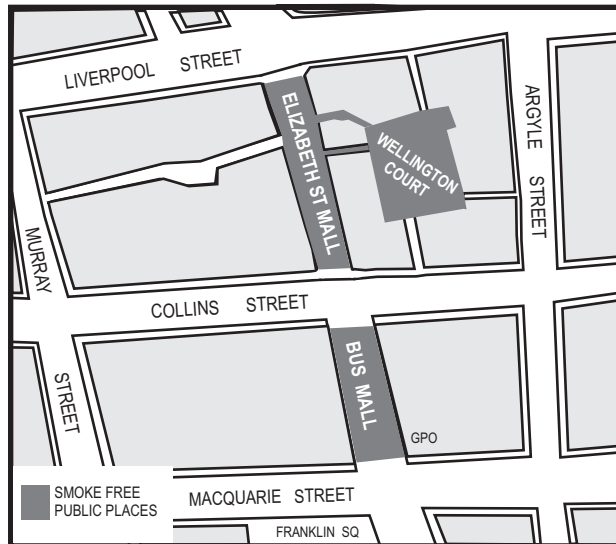 LIVERPOOL STREET
ELIZABETH ST MALL
WELLINGTON
COURT
ARGYLE STREET
MURRAY STREET
COLLINS STREET
BUS MALL
GPO
SMOKE FREE
PUBLIC PLACES
MACQUARIE STREET
FRANKLIN SQ